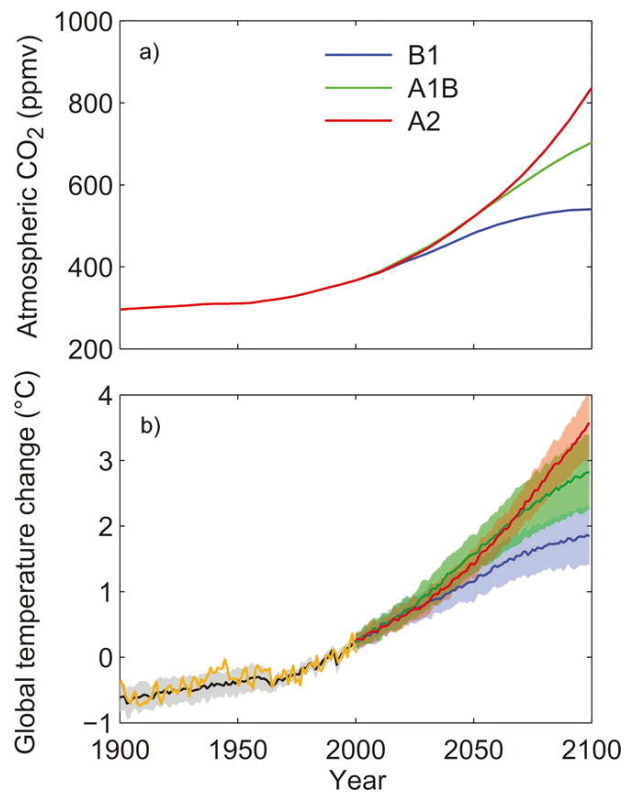 1000
a)
B1
A1B
A2
800
600
400
200
Atmospheric CO₂ (ppmv)
4
b)
3
2
1
0
−1
Global temperature change (°C)
1900 1950 2000 2050 2100
Year